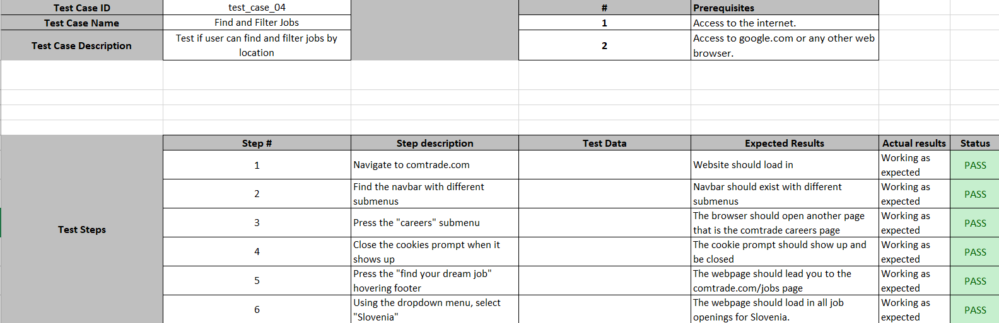 Test Case ID test_case_04 # Prerequisites
Test Case Name Find and Filter Jobs 1 Access to the internet.
Test Case Description Test if user can find and filter jobs by
location 2 Access to google.com or any other web
browser.
Step # Step description Test Data Expected Results Actual results Status
Test Steps
1 Navigate to comtrade.com Website should load in Working as
expected PASS
2 Find the navbar with different
submenus Navbar should exist with different
submenus Working as
expected PASS
3 Press the "careers" submenu The browser should open another page
that is the comtrade careers page Working as
expected PASS
4 Close the cookies prompt when it
shows up The cookie prompt should show up and
be closed Working as
expected PASS
5 Press the "find your dream job"
hovering footer The webpage should lead you to the
comtrade.com/jobs page Working as
expected PASS
6 Using the dropdown menu, select
"Slovenia" The webpage should load in all job
openings for Slovenia. Working as
expected PASS